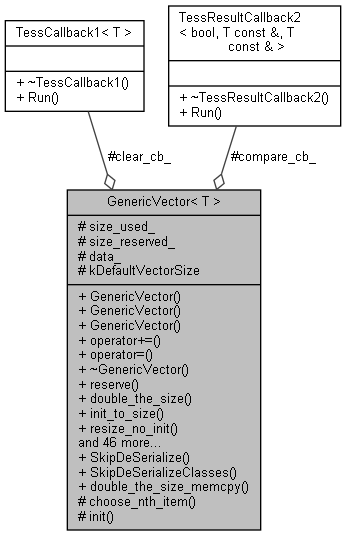 TessCallback1< T >
+ ~TessCallback1()
+ Run()
TessResultCallback2
< bool, T const &, T
const & >
+ ~TessResultCallback2()
+ Run()
#clear_cb_
#compare_cb_
GenericVector< T >
# size_used_
# size_reserved_
# data_
# kDefaultVectorSize
+ GenericVector()
+ GenericVector()
+ GenericVector()
+ operator+=()
+ operator=()
+ ~GenericVector()
+ reserve()
+ double_the_size()
+ init_to_size()
+ resize_no_init()
and 46 more...
+ SkipDeSerialize()
+ SkipDeSerializeClasses()
+ double_the_size_memcpy()
# choose_nth_item()
# init()